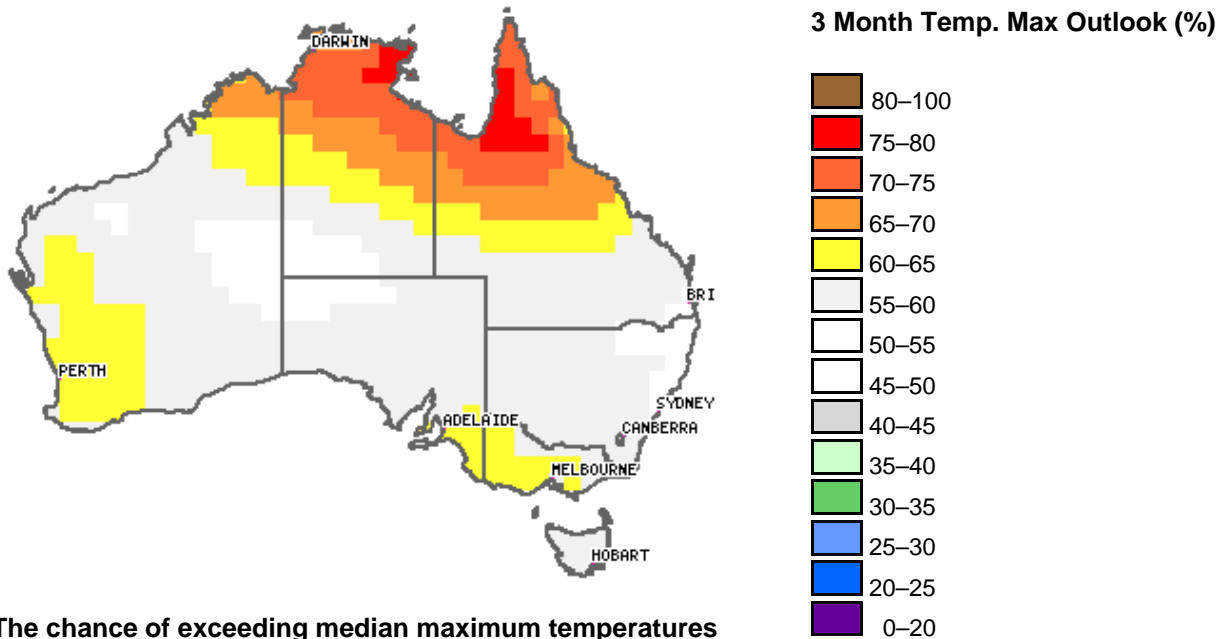 3 Month Temp. Max Outlook (%)
DARWIN
80–100
75–80
70–75
65–70
60–65
55–60
BRI
50–55
PERTH
45–50
SYDNEY
ADELAIDE
40–45
CANBERRA
35–40
MELBOURNE
30–35
25–30
HOBART
20–25
0–20
The chance of exceeding median maximum temperatures